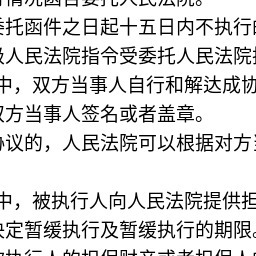 情况函告委托人民法院。
委托函件之日起十五日内不执行的
级人民法院指令受委托人民法院执
中，双方当事人自行和解达成协
双方当事人签名或者盖章。
协议的，人民法院可以根据对方当
中，被执行人向人民法院提供担
决定暂缓执行及暂缓执行的期限。